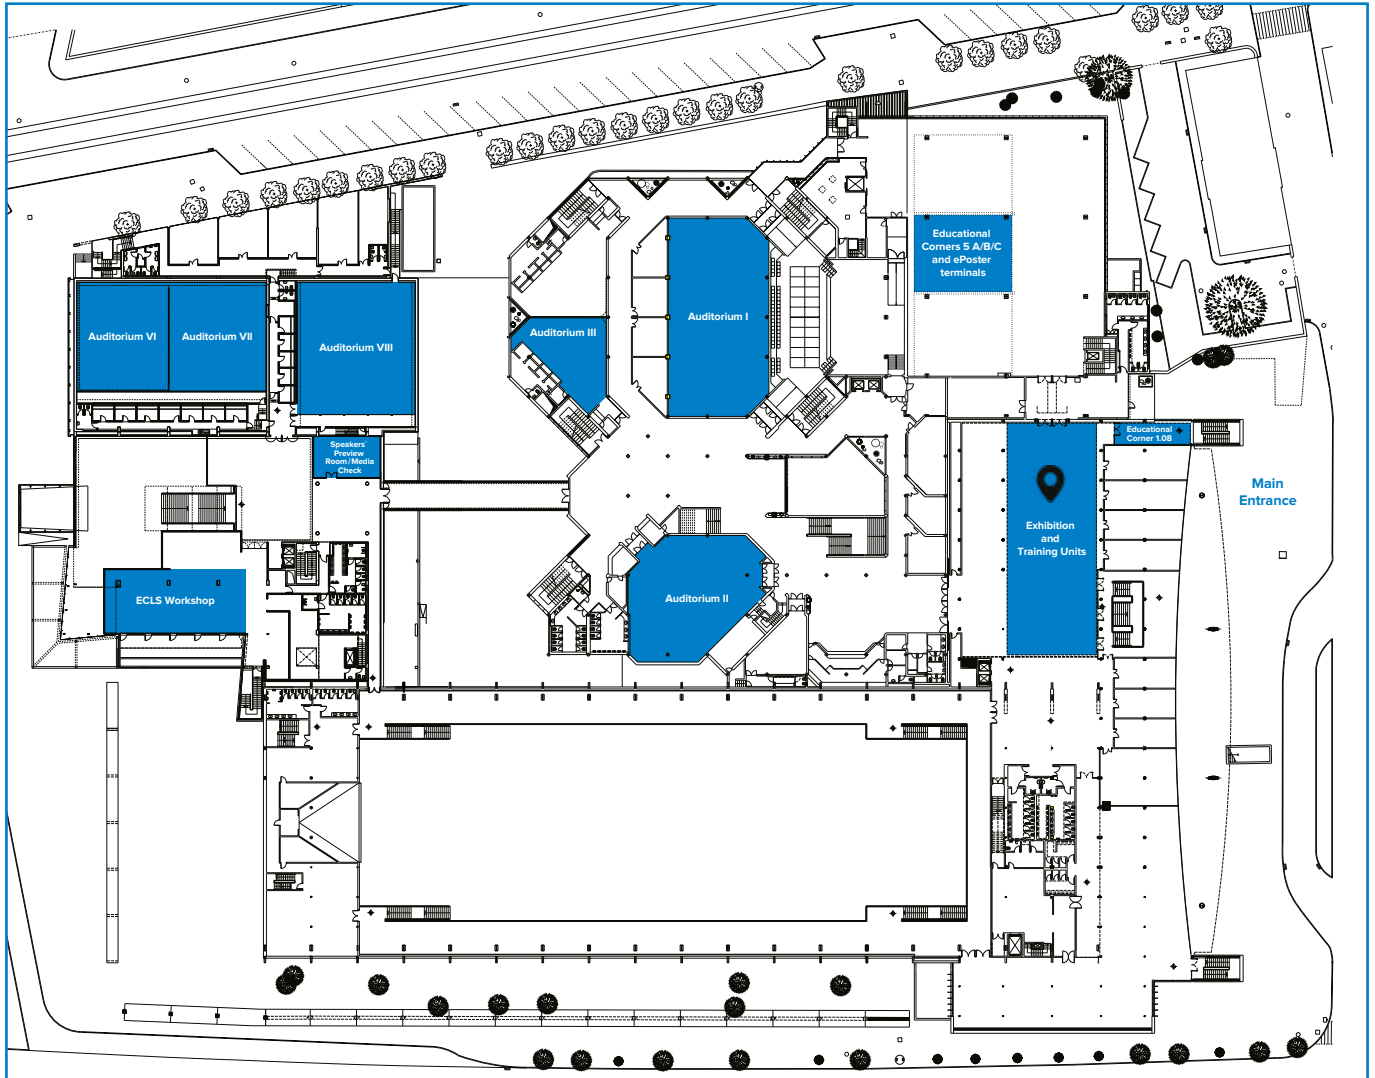 Educational
Corners 5 A/B/C
and ePoster
terminals
Auditorium I
Auditorium III
Auditorium VI
Auditorium VII
Auditorium VIII
Educational
Corner 1.08
Speakers´
Preview
Room/Media
Check
Main
Entrance
Exhibition
and
Training Units
ECLS Workshop
Auditorium II